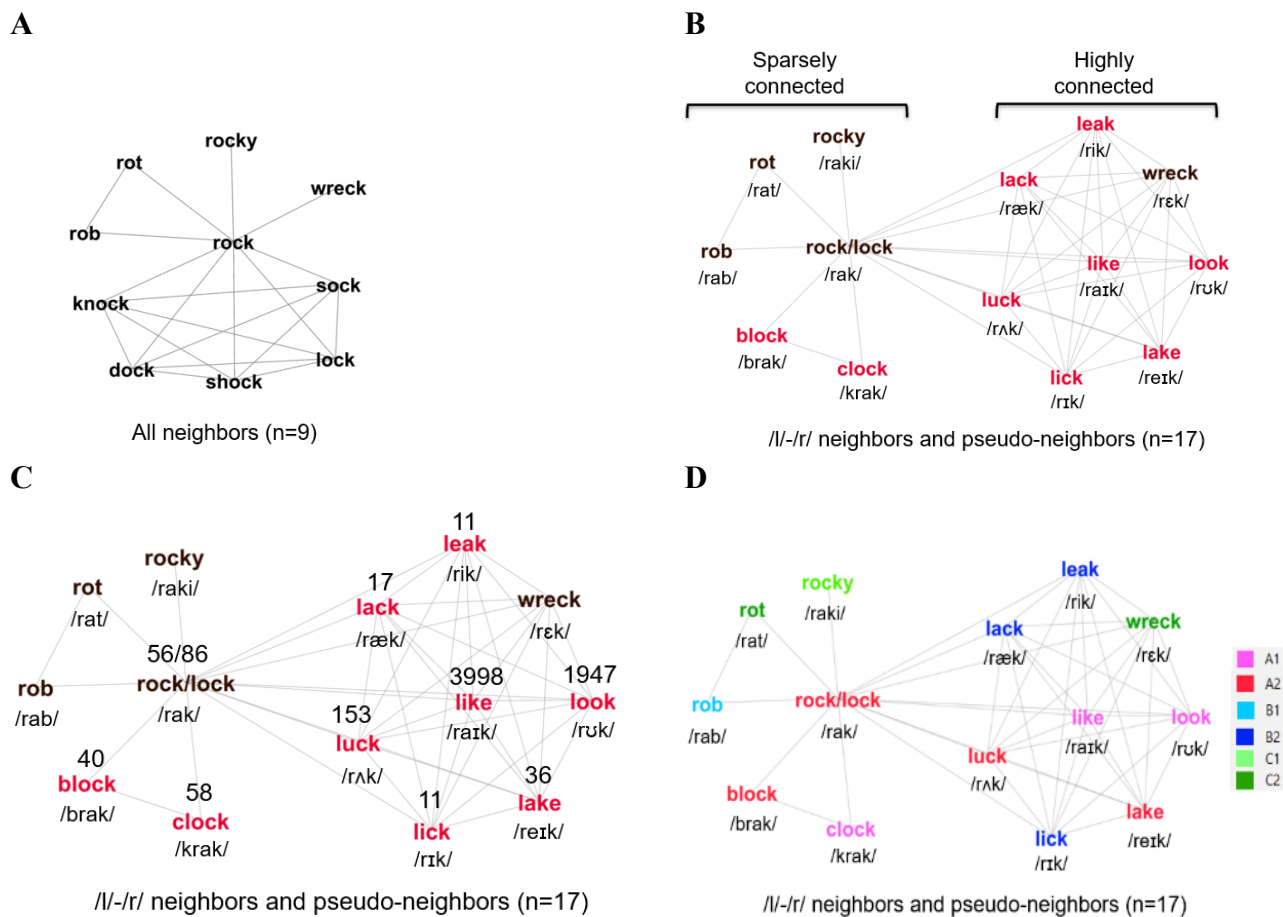 A
rocky
rot
wreck
rob
rock
sock
knock
lock
dock
shock
All neighbors (n=9)
B
Sparsely
connected
Highly
connected
leak
/rik/
rocky
/raki/
rot
/rat/
lack
/ræk/
wreck
/rɛk/
rob
/rab/
rock/lock
/rak/
like
/raɪk/
look
/rʊk/
luck
/rʌk/
block
/brak/
clock
/krak/
lake
/reɪk/
lick
/rɪk/
/l/-/r/ neighbors and pseudo-neighbors (n=17)
C
11
leak
/rik/
rocky
/raki/
rot
/rat/
17
lack
/ræk/
wreck
/rɛk/
56/86
rock/lock
/rak/
rob
/rab/
3998
like
/raɪk/
1947
look
/rʊk/
153
luck
/rʌk/
40
block
/brak/
58
clock
/krak/
11
lick
/rɪk/
36
lake
/reɪk/
/l/-/r/ neighbors and pseudo-neighbors (n=17)
D
leak
/rik/
rocky
/raki/
rot
/rat/
lack
/ræk/
wreck
/rɛk/
rob
/rab/
rock/lock
/rak/
like
/raɪk/
look
/rʊk/
luck
/rʌk/
block
/brak/
clock
/krak/
lake
/reɪk/
lick
/rɪk/
A1
A2
B1
B2
C1
C2
/l/-/r/ neighbors and pseudo-neighbors (n=17)